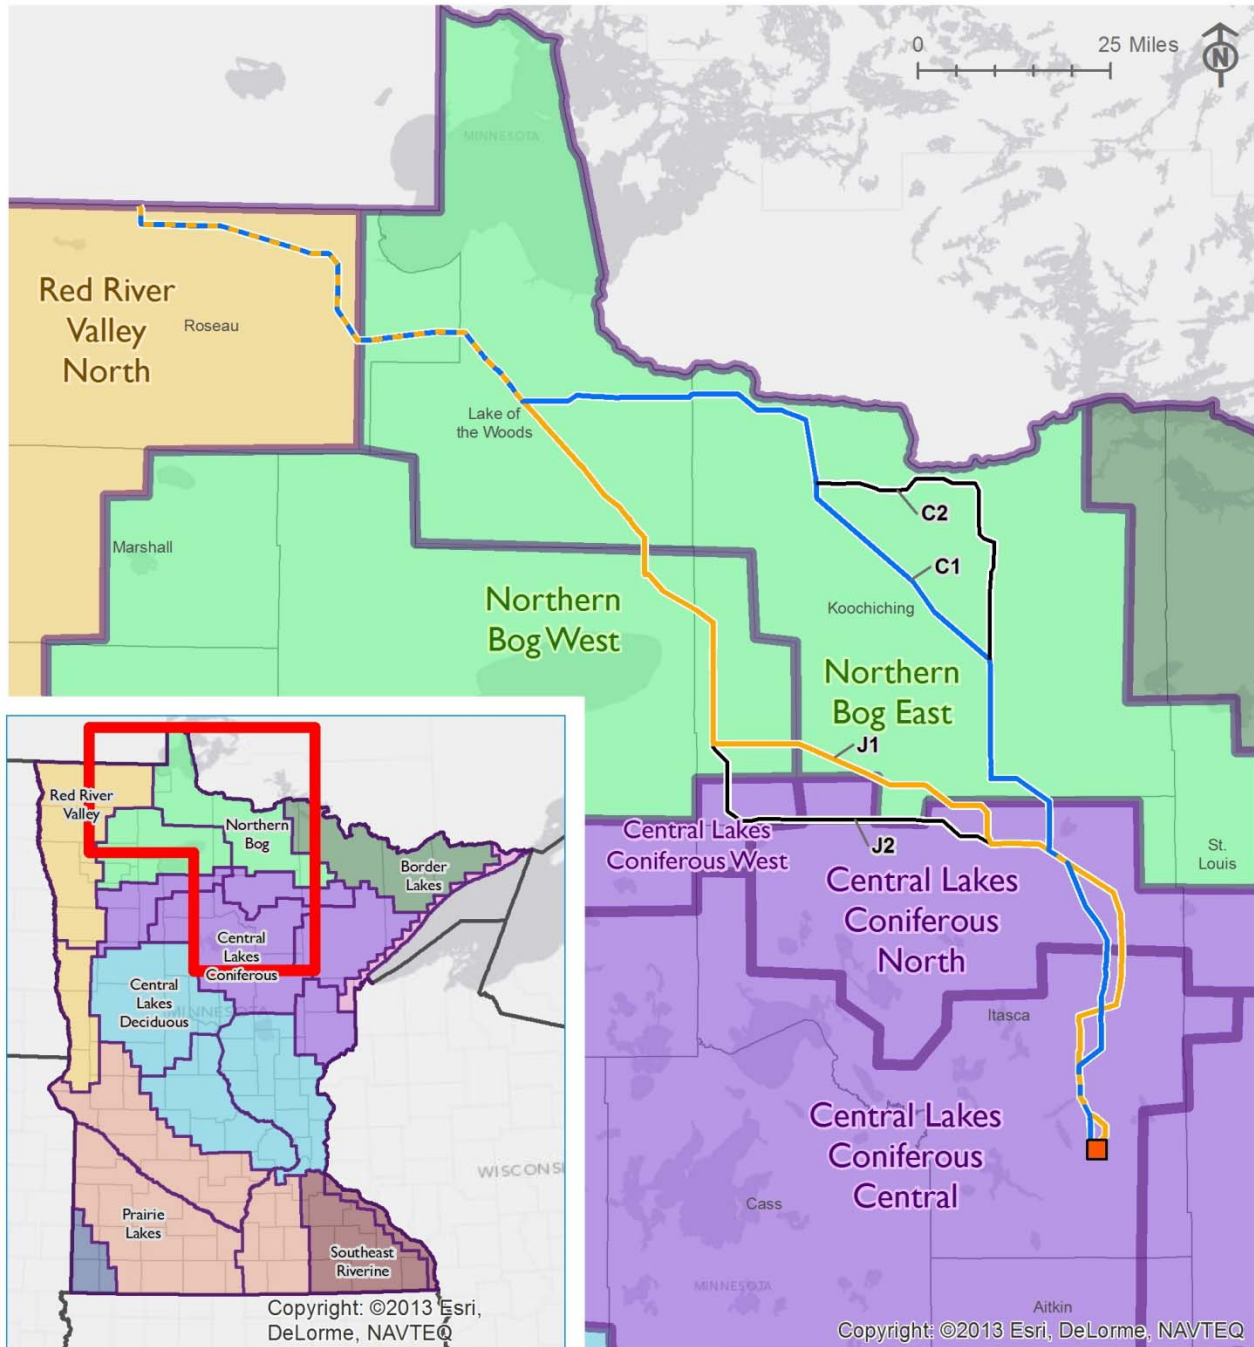 0 25 Miles
N
MINNESOTA
Red River
Valley
North
Roseau
Lake of
the Woods
C2
Marshall
C1
Koochiching
Northern
Bog West
Northern
Bog East
J1
Central Lakes
Coniferous West
J2
St.
Louis
Central Lakes
Coniferous
North
Itasca
Central Lakes
Coniferous
Central
Cass
MINNESOTA
Aitkin
Copyright: ©2013 Esri, DeLorme, NAVTEQ
Red River
Valley
Northern
Bog
Border
Lakes
Central
Lakes
Coniferous
Central
Lakes
Deciduous
MINNESOTA
WISCONSI
Prairie
Lakes
Southeast
Riverine
Copyright: ©2013 Esri,
DeLorme, NAVTEQ